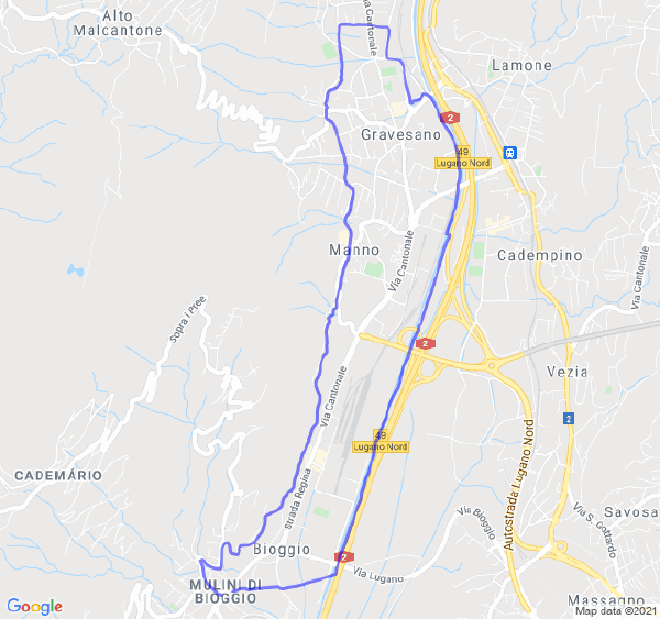 Alto
Malcantone
Via Cantonale
Lamone
2
Gravesano
49
Lugano Nord
Manno
Via Cantonale
Cadempino
Via Cantonale
Sopra i Pree
2
Vezia
Via Cantonale
2
49
Lugano Nord
CADEMÁRIO
strada Regina
Autostrada Lugano Nord
Via Bioggio
Via S. Gottardo
Savosa
Bioggio
2
Via Lugano
MULINI DI
BIOGGIO
Massagno
Google
Map data ©2021